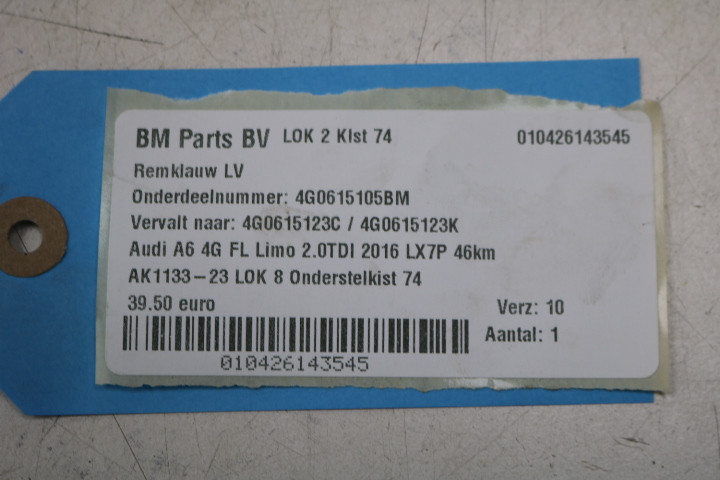 BM Parts BV LOK 2 Klst 74 010426143545
Remklauw LV
Onderdeelnummer: 4G0615105BM
Vervalt naar: 4G0615123C / 4G0615123K
Audi A6 4G FL Limo 2.0TDI 2016 LX7P 46km
AK1133-23 LOK 8 Onderstelkist 74
39.50 euro Verz: 10
Aantal: 1
010426143545